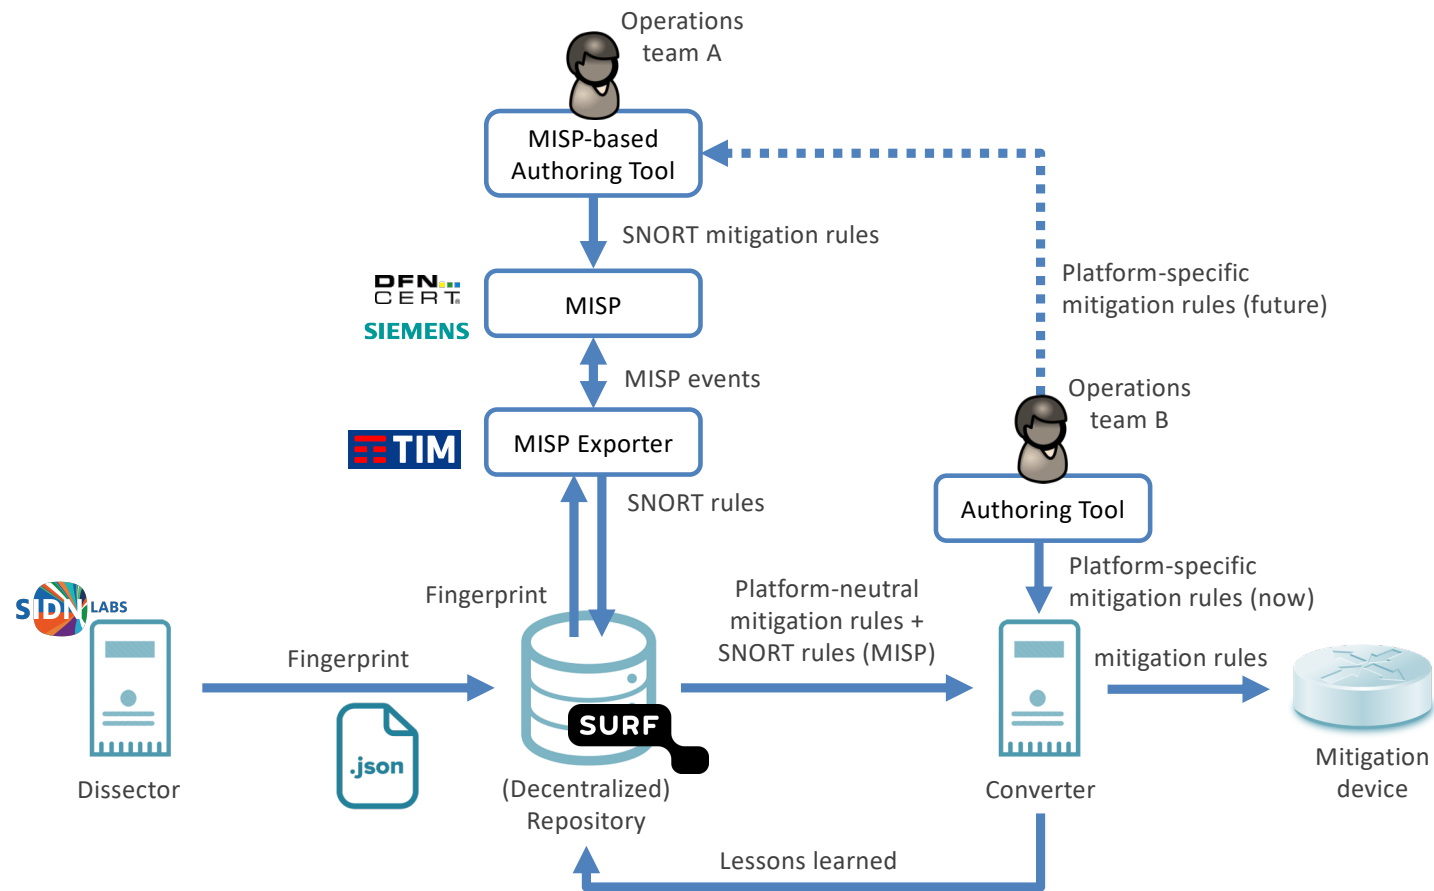 Operations
team A
MISP-based
Authoring Tool
SNORT mitigation rules
Platform-specific
mitigation rules (future)
DFN
CERT
SIEMENS
MISP
MISP events
Operations
team B
TIM
MISP Exporter
SNORT rules
Authoring Tool
Platform-specific
mitigation rules (now)
SIDN LABS
Fingerprint
Platform-neutral
mitigation rules +
SNORT rules (MISP)
Fingerprint
mitigation rules
SURF
.json
Dissector
(Decentralized)
Repository
Converter
Mitigation
device
Lessons learned